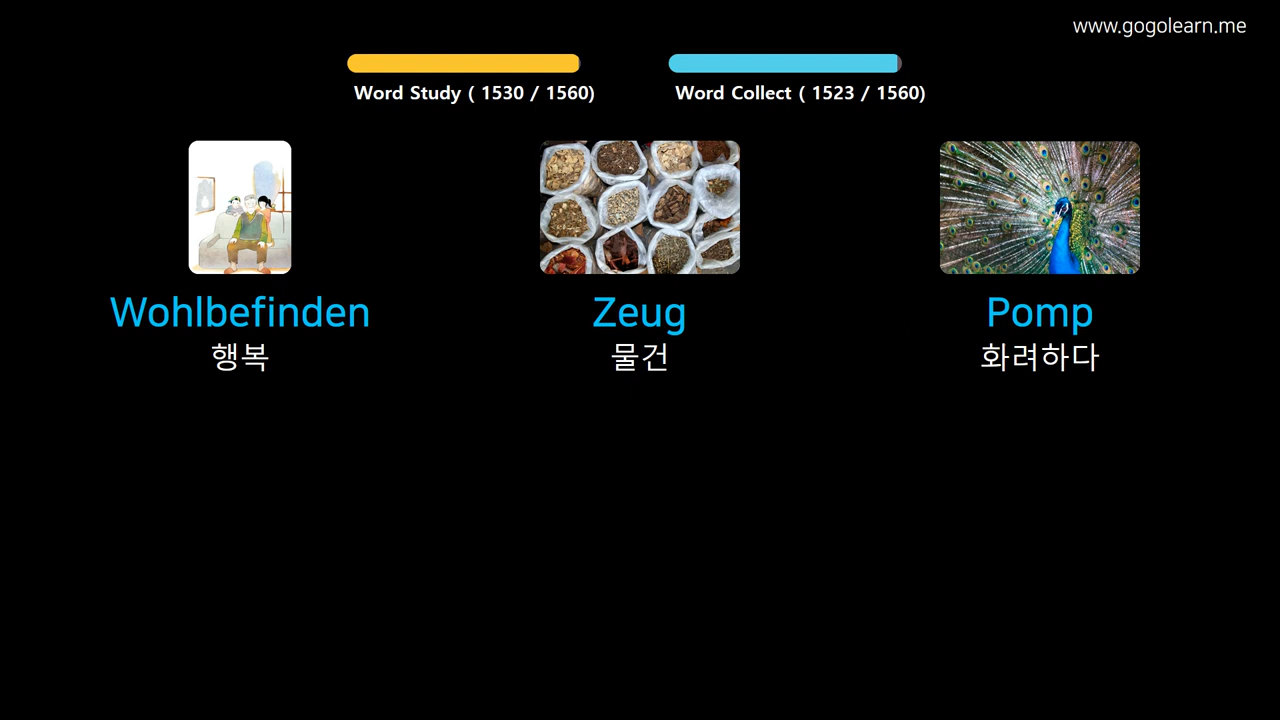 www.gogolearn.me
Word Study ( 1530 / 1560)
Word Collect ( 1523 / 1560)
Wohlbefinden
Zeug
Pomp
행복
물건
화려하다